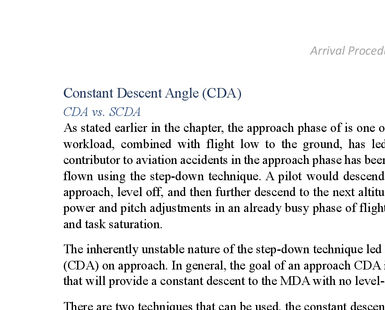 Arrival Proced
Constant Descent Angle (CDA)
CDA vs. SCDA
As stated earlier in the chapter, the approach phase of is one o
workload, combined with flight low to the ground, has led
contributor to aviation accidents in the approach phase has been
flown using the step-down technique. A pilot would descend
approach, level off, and then further descend to the next altitu
power and pitch adjustments in an already busy phase of flight
and task saturation.
The inherently unstable nature of the step-down technique led
(CDA) on approach. In general, the goal of an approach CDA
that will provide a constant descent to the MDA with no level-
There are two techniques that can be used, the constant descen